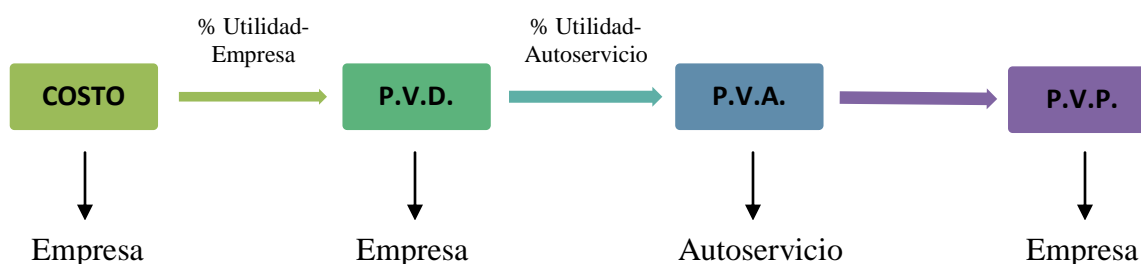 % Utilidad-
Empresa
% Utilidad-
Autoservicio
COSTO
P.V.D.
P.V.A.
P.V.P.
Empresa
Empresa
Autoservicio
Empresa